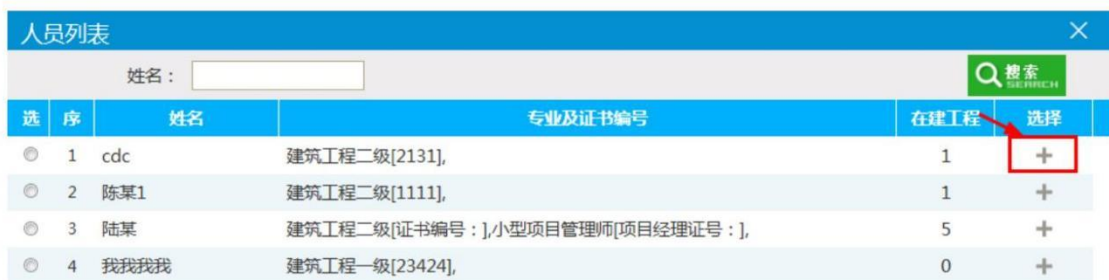 人员列表
姓名：
搜索
SEARCH
选 序 姓名 专业及证书编号 在建工程 选择
1 cdc 建筑工程二级[2131], 1
2 陈某1 建筑工程二级[1111], 1
3 陆某 建筑工程二级[证书编号：],小型项目管理师[项目经理证号：], 5
4 我我我我 建筑工程一级[23424], 0